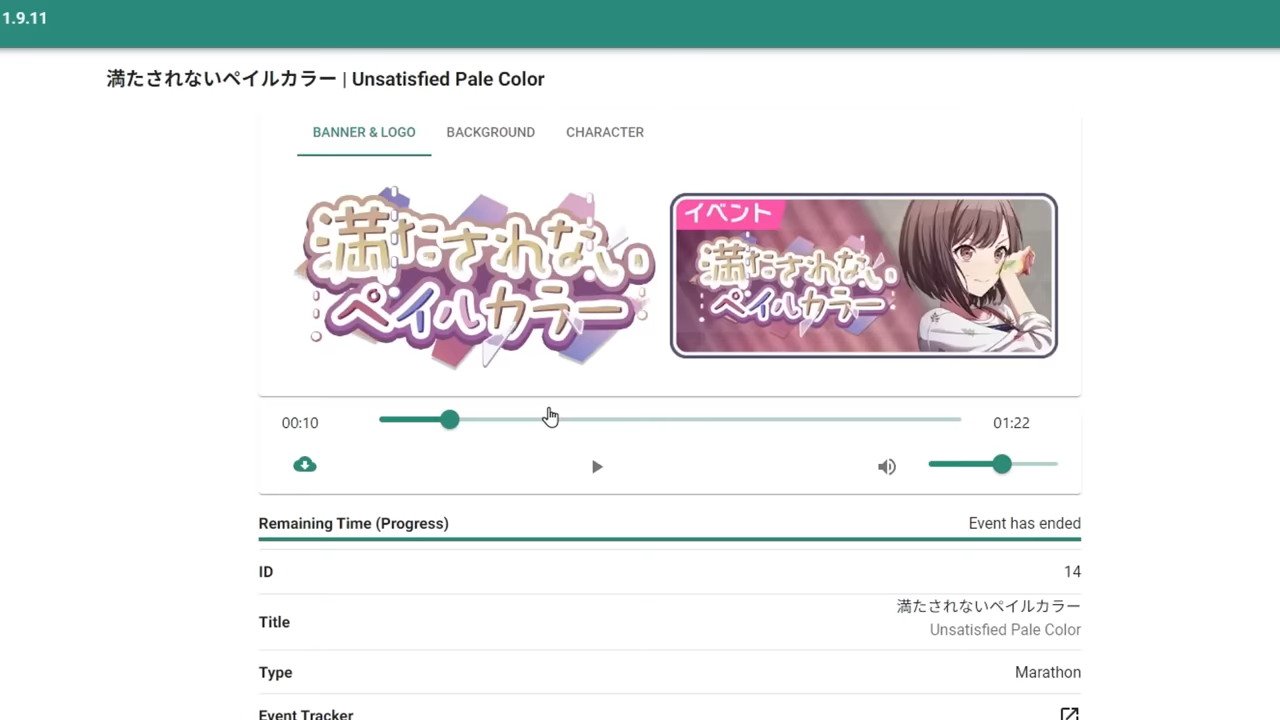 1.9.11
満たされないペイルカラー | Unsatisfied Pale Color
BANNER & LOGO
BACKGROUND
CHARACTER
満たされない
ペイルカラー
イベント
満たされない
ペイルカラー
00:10
01:22
Remaining Time (Progress)
Event has ended
ID
14
Title
満たされないペイルカラー
Unsatisfied Pale Color
Type
Marathon
Event Tracker